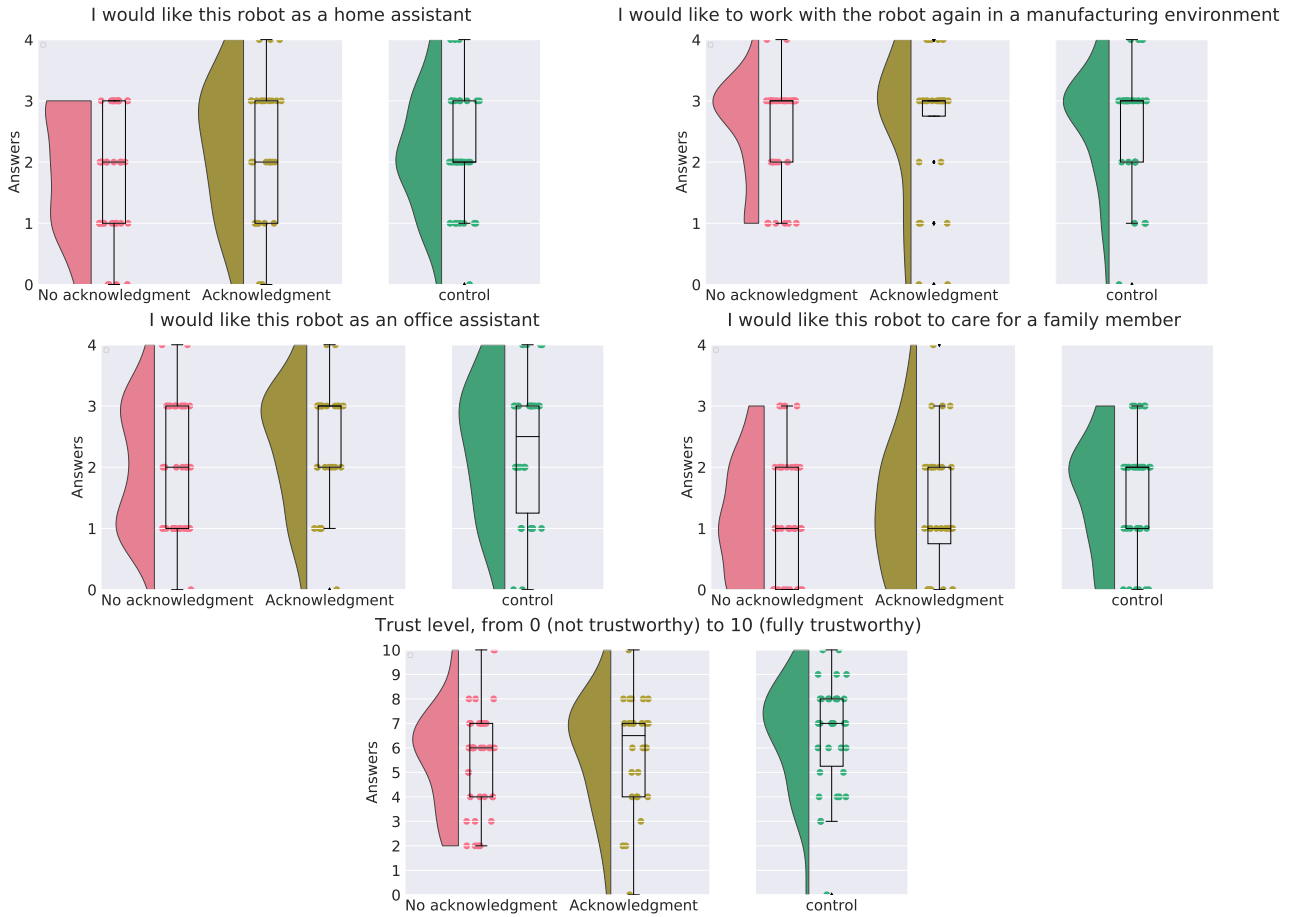 I would like this robot as a home assistant
I would like to work with the robot again in a manufacturing environment
4
3
2
1
0
Answers
No acknowledgment
Acknowledgment
control
4
3
2
1
0
Answers
No acknowledgment
Acknowledgment
control
I would like this robot as an office assistant
I would like this robot to care for a family member
4
3
2
1
0
Answers
No acknowledgment
Acknowledgment
control
4
3
2
1
0
Answers
No acknowledgment
Acknowledgment
control
Trust level, from 0 (not trustworthy) to 10 (fully trustworthy)
10
9
8
7
6
5
4
3
2
1
0
Answers
No acknowledgment
Acknowledgment
control